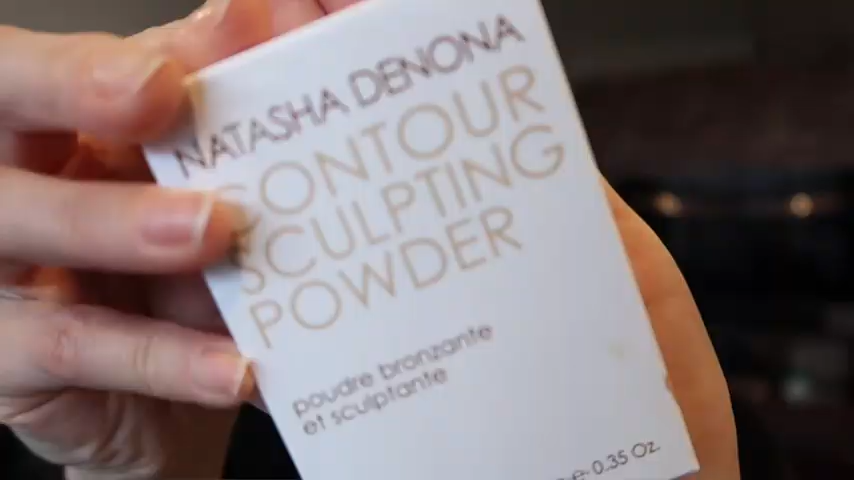 NATASHA DENONA
CONTOUR
SCULPTING
POWDER
poudre bronzante
et sculptante
e 0.35 Oz.